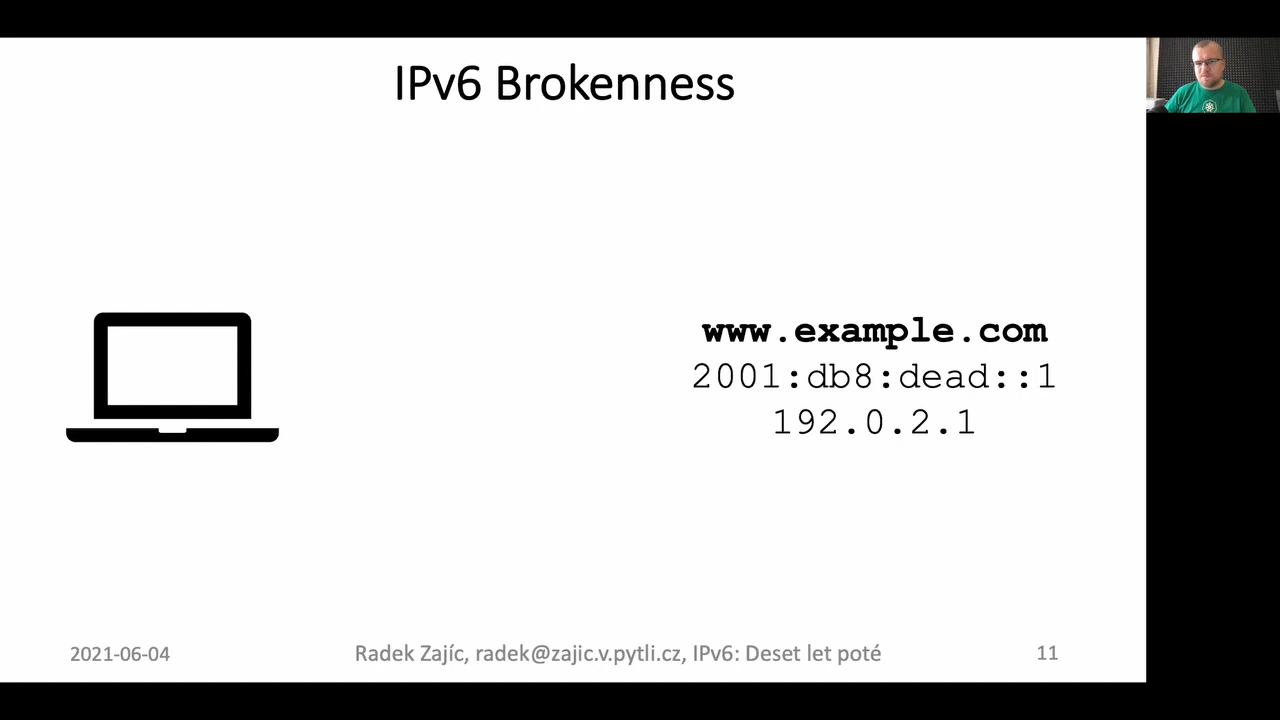 IPv6 Brokenness
www.example.com
2001:db8:dead::1
192.0.2.1
2021-06-04
Radek Zajíc, radek@zajic.v.pytli.cz, IPv6: Deset let poté
11